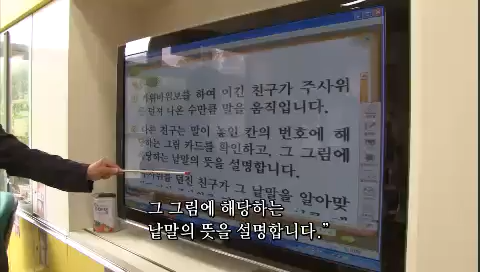 가위바위보를 하여 이긴 친구가 주사위
를 던져 나온 수만큼 말을 움직입니다.
다른 친구는 말이 놓인 칸의 번호에 해
당하는 그림 카드를 확인하고, 그 그림에
해당하는 낱말의 뜻을 설명합니다.
주사위를 던진 친구가 그 낱말을 알아맞
그 그림에 해당하는
낱말의 뜻을 설명합니다.”